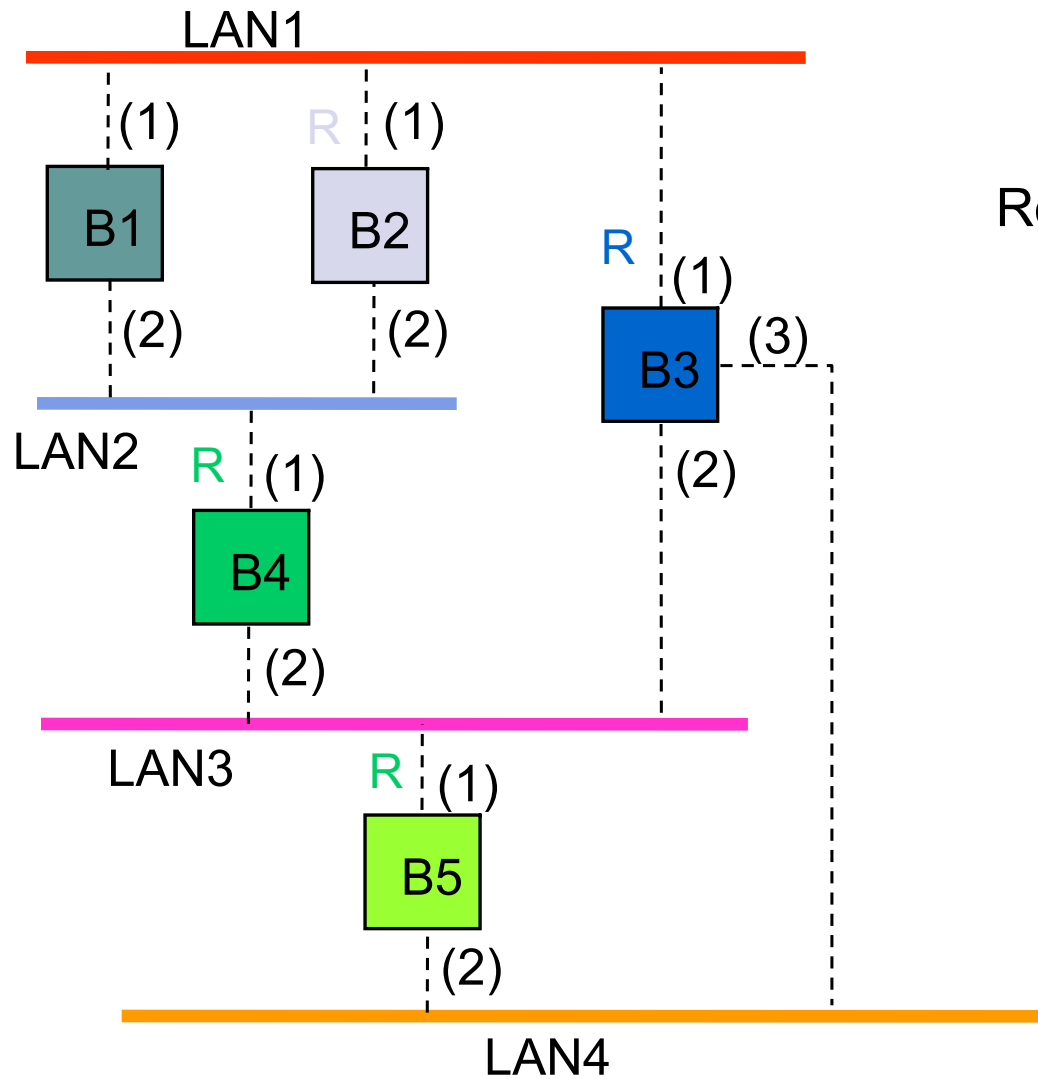 LAN1
(1)
R
(1)
B1
B2
R
(1)
(2)
(2)
(3)
B3
LAN2
R
(1)
(2)
B4
(2)
LAN3
R
(1)
B5
(2)
LAN4